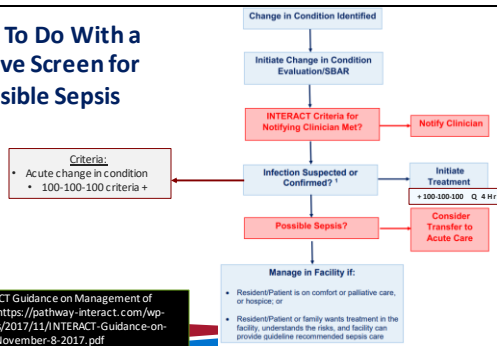 To Do With a
ve Screen for
sible Sepsis
Change in Condition Identified
Initiate Change in Condition
Evaluation/SBAR
INTERACT Criteria for
Notifying Clinician Met?
Notify Clinician
Criteria:
• Acute change in condition
• 100-100-100 criteria +
Infection Suspected or
Confirmed? 1
Initiate
Treatment
+ 100-100-100 Q 4 Hr
Possible Sepsis?
Consider
Transfer to
Acute Care
Manage in Facility if:
• Resident/Patient is on comfort or palliative care,
or hospice; or
• Resident/Patient or family wants treatment in the
facility, understands the risks, and facility can
provide guideline recommended sepsis care
CT Guidance on Management of
https://pathway-interact.com/wp-
s/2017/11/INTERACT-Guidance-on-
November-8-2017.pdf